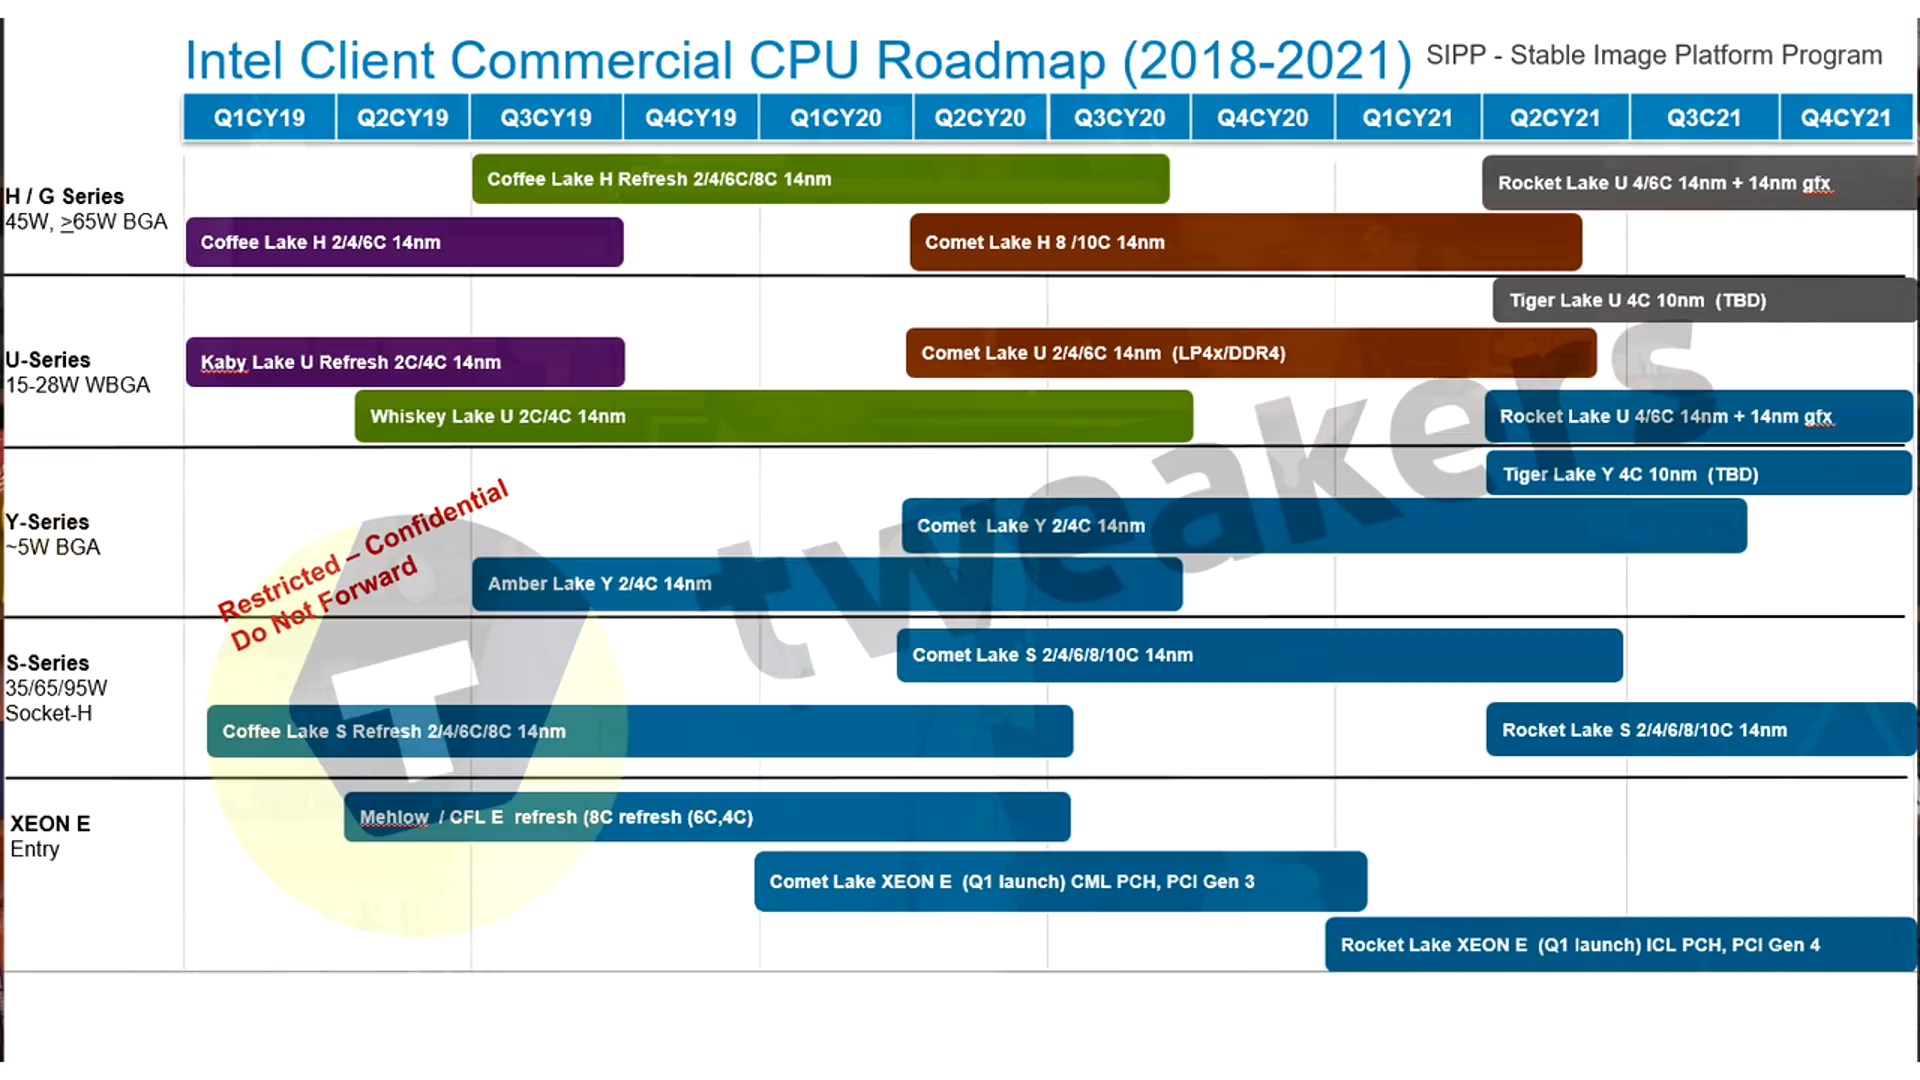 Intel Client Commercial CPU Roadmap (2018-2021) SIPP - Stable Image Platform Program
Q1CY19 Q2CY19 Q3CY19 Q4CY19 Q1CY20 Q2CY20 Q3CY20 Q4CY20 Q1CY21 Q2CY21 Q3C21 Q4CY21
H / G Series
45W, ≥65W BGA
Coffee Lake H Refresh 2/4/6C/8C 14nm
Rocket Lake U 4/6C 14nm + 14nm gfx
Coffee Lake H 2/4/6C 14nm
Comet Lake H 8 /10C 14nm
U-Series
15-28W WBGA
Tiger Lake U 4C 10nm (TBD)
Kaby Lake U Refresh 2C/4C 14nm
Comet Lake U 2/4/6C 14nm (LP4x/DDR4)
Whiskey Lake U 2C/4C 14nm
Rocket Lake U 4/6C 14nm + 14nm gfx
Y-Series
~5W BGA
Tiger Lake Y 4C 10nm (TBD)
Comet Lake Y 2/4C 14nm
Amber Lake Y 2/4C 14nm
Restricted – Confidential
Do Not Forward
tweakers
S-Series
35/65/95W
Socket-H
Comet Lake S 2/4/6/8/10C 14nm
Coffee Lake S Refresh 2/4/6C/8C 14nm
Rocket Lake S 2/4/6/8/10C 14nm
XEON E
Entry
Mehlow / CFL E refresh (8C refresh (6C,4C)
Comet Lake XEON E (Q1 launch) CML PCH, PCI Gen 3
Rocket Lake XEON E (Q1 launch) ICL PCH, PCI Gen 4